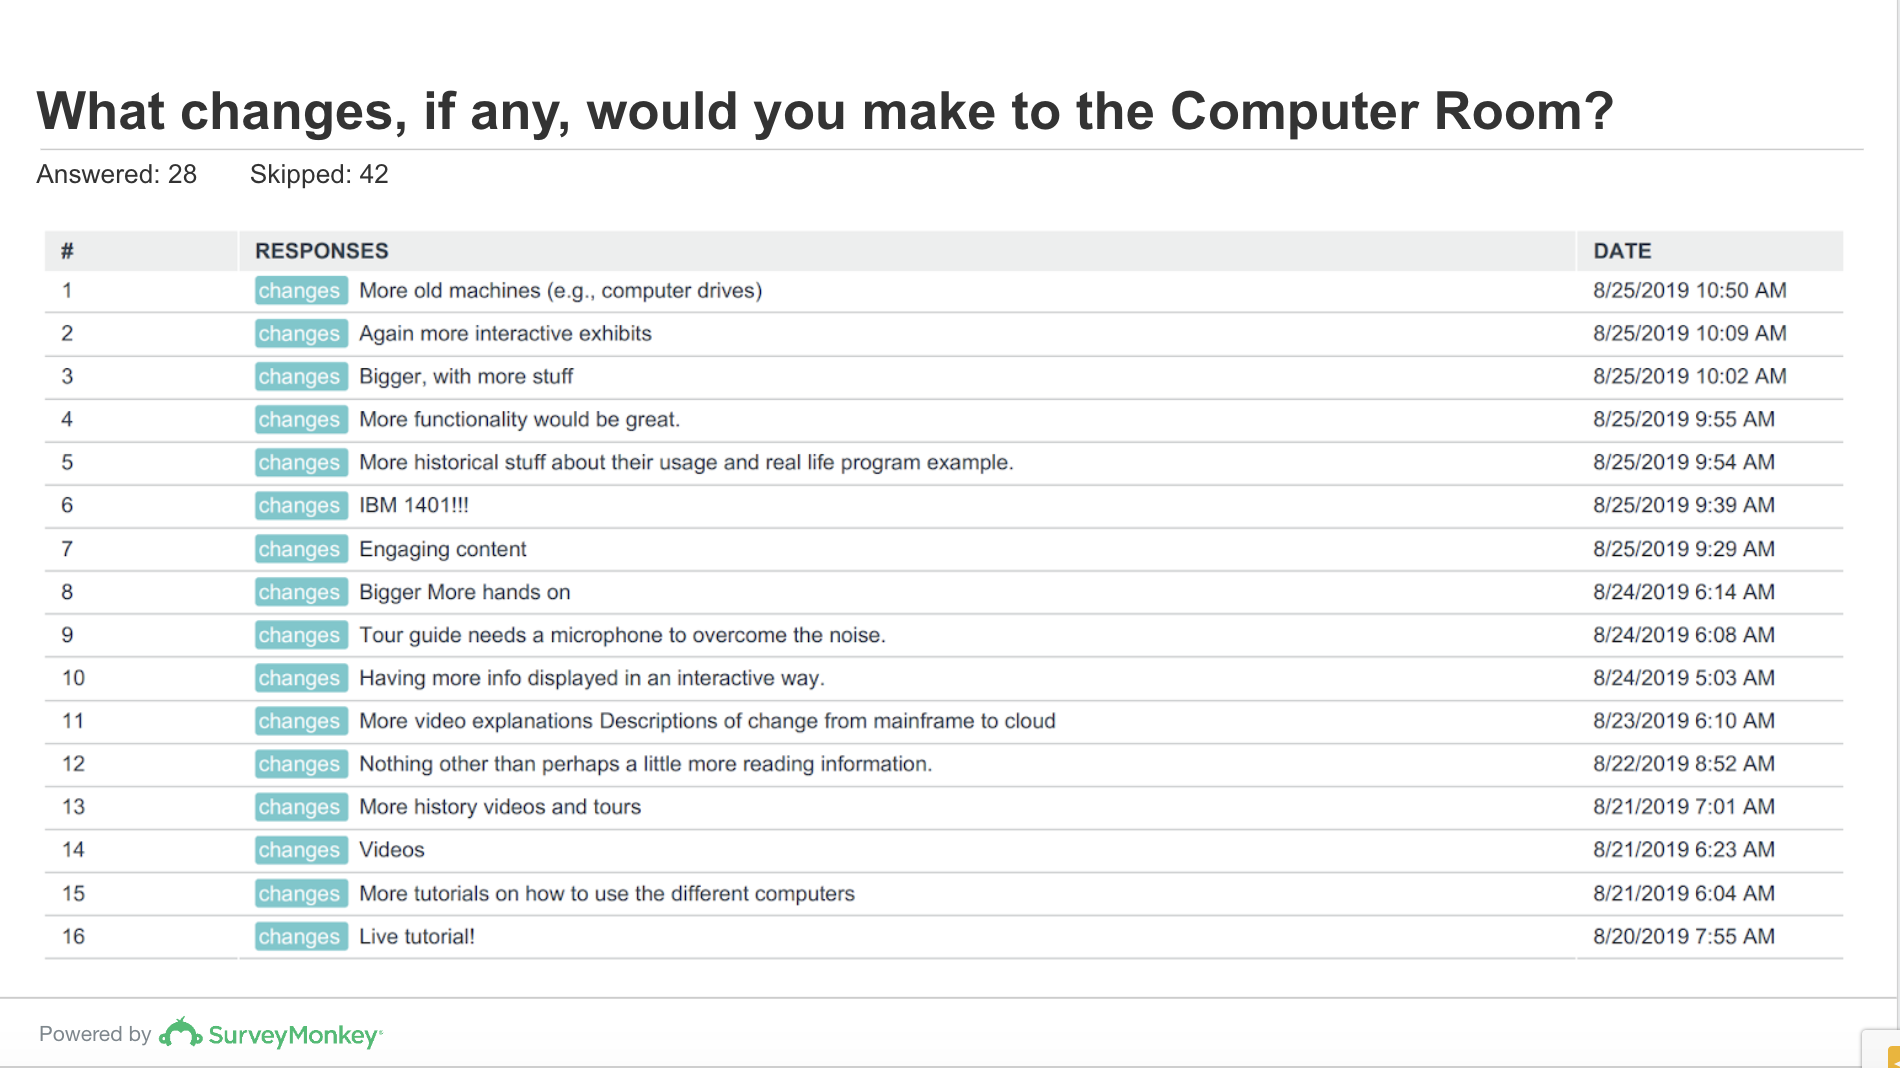 What changes, if any, would you make to the Computer Room?
Answered: 28 Skipped: 42
# RESPONSES DATE
1 changes More old machines (e.g., computer drives) 8/25/2019 10:50 AM
2 changes Again more interactive exhibits 8/25/2019 10:09 AM
3 changes Bigger, with more stuff 8/25/2019 10:02 AM
4 changes More functionality would be great. 8/25/2019 9:55 AM
5 changes More historical stuff about their usage and real life program example. 8/25/2019 9:54 AM
6 changes IBM 1401!!! 8/25/2019 9:39 AM
7 changes Engaging content 8/25/2019 9:29 AM
8 changes Bigger More hands on 8/24/2019 6:14 AM
9 changes Tour guide needs a microphone to overcome the noise. 8/24/2019 6:08 AM
10 changes Having more info displayed in an interactive way. 8/24/2019 5:03 AM
11 changes More video explanations Descriptions of change from mainframe to cloud 8/23/2019 6:10 AM
12 changes Nothing other than perhaps a little more reading information. 8/22/2019 8:52 AM
13 changes More history videos and tours 8/21/2019 7:01 AM
14 changes Videos 8/21/2019 6:23 AM
15 changes More tutorials on how to use the different computers 8/21/2019 6:04 AM
16 changes Live tutorial! 8/20/2019 7:55 AM
Powered by SurveyMonkey